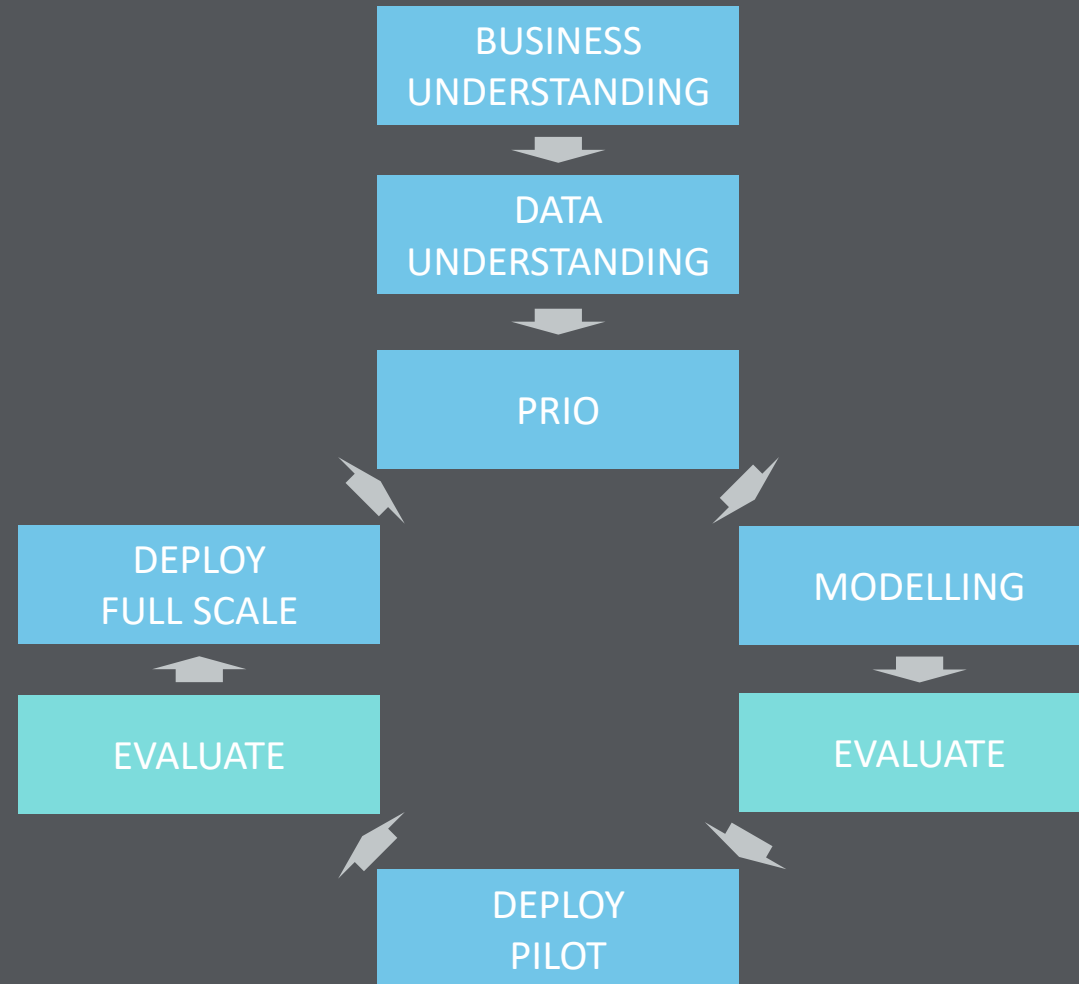 BUSINESS
UNDERSTANDING
DATA
UNDERSTANDING
PRIO
DEPLOY
FULL SCALE
MODELLING
EVALUATE
EVALUATE
DEPLOY
PILOT